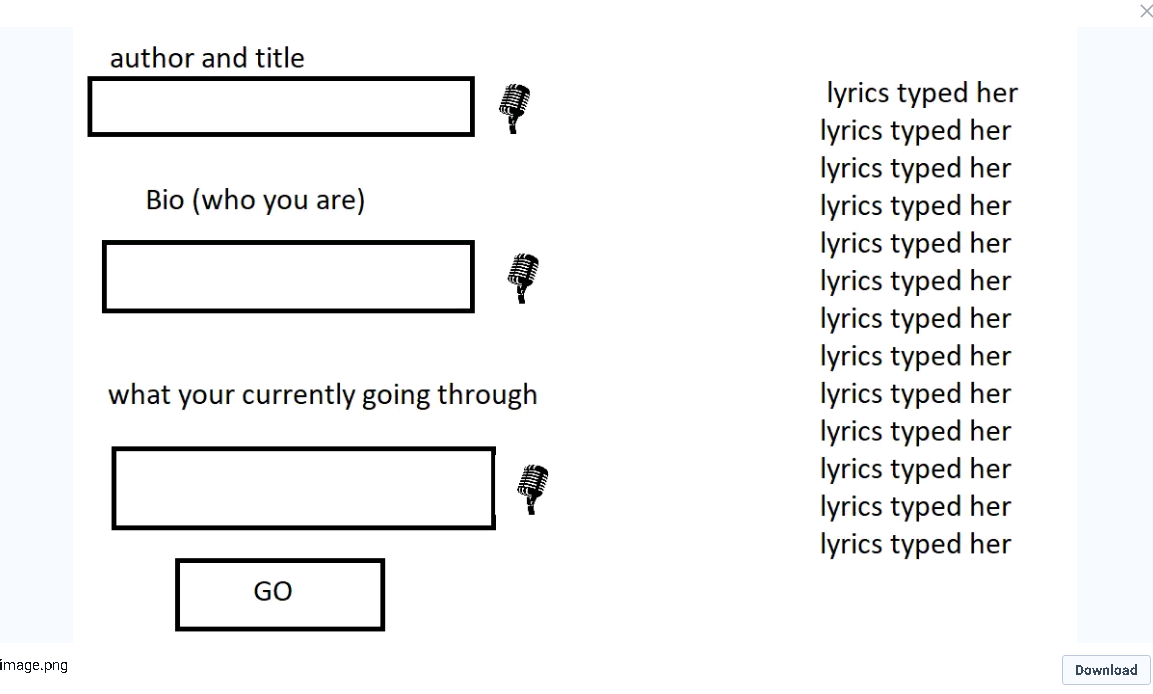 author and title
Bio (who you are)
what your currently going through
GO
lyrics typed her
lyrics typed her
lyrics typed her
lyrics typed her
lyrics typed her
lyrics typed her
lyrics typed her
lyrics typed her
lyrics typed her
lyrics typed her
lyrics typed her
lyrics typed her
lyrics typed her
image.png
Download